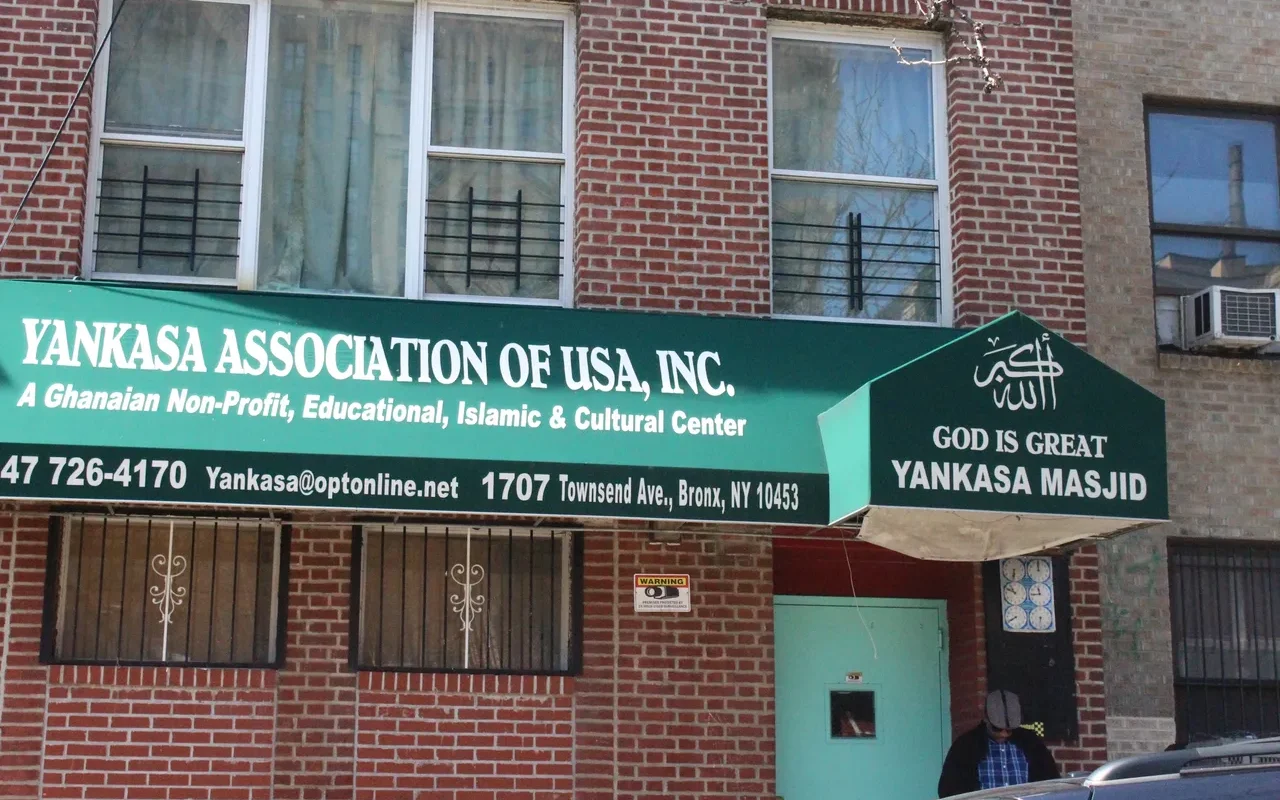 YANKASA ASSOCIATION OF USA, INC.
A Ghanaian Non-Profit, Educational, Islamic & Cultural Center
47 726-4170 Yankasa@optonline.net 1707 Townsend Ave., Bronx, NY 10453
الله أكبر
GOD IS GREAT
YANKASA MASJID
WARNING